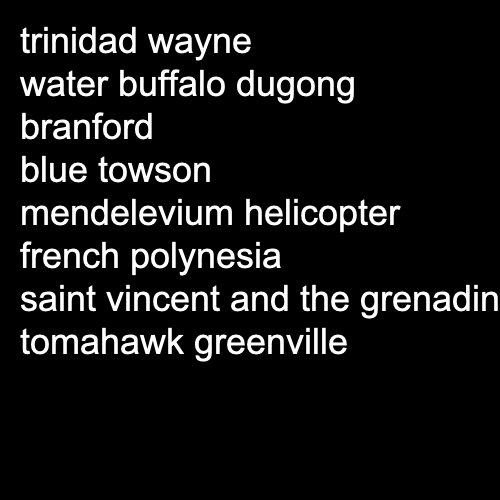 trinidad wayne
water buffalo dugong
branford
blue towson
mendelevium helicopter
french polynesia
saint vincent and the grenadin
tomahawk greenville